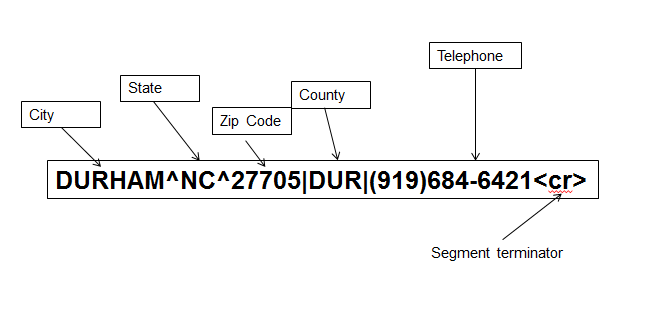 Telephone
State
County
City
Zip Code
DURHAM^NC^27705|DUR|(919)684-6421<cr>
Segment terminator